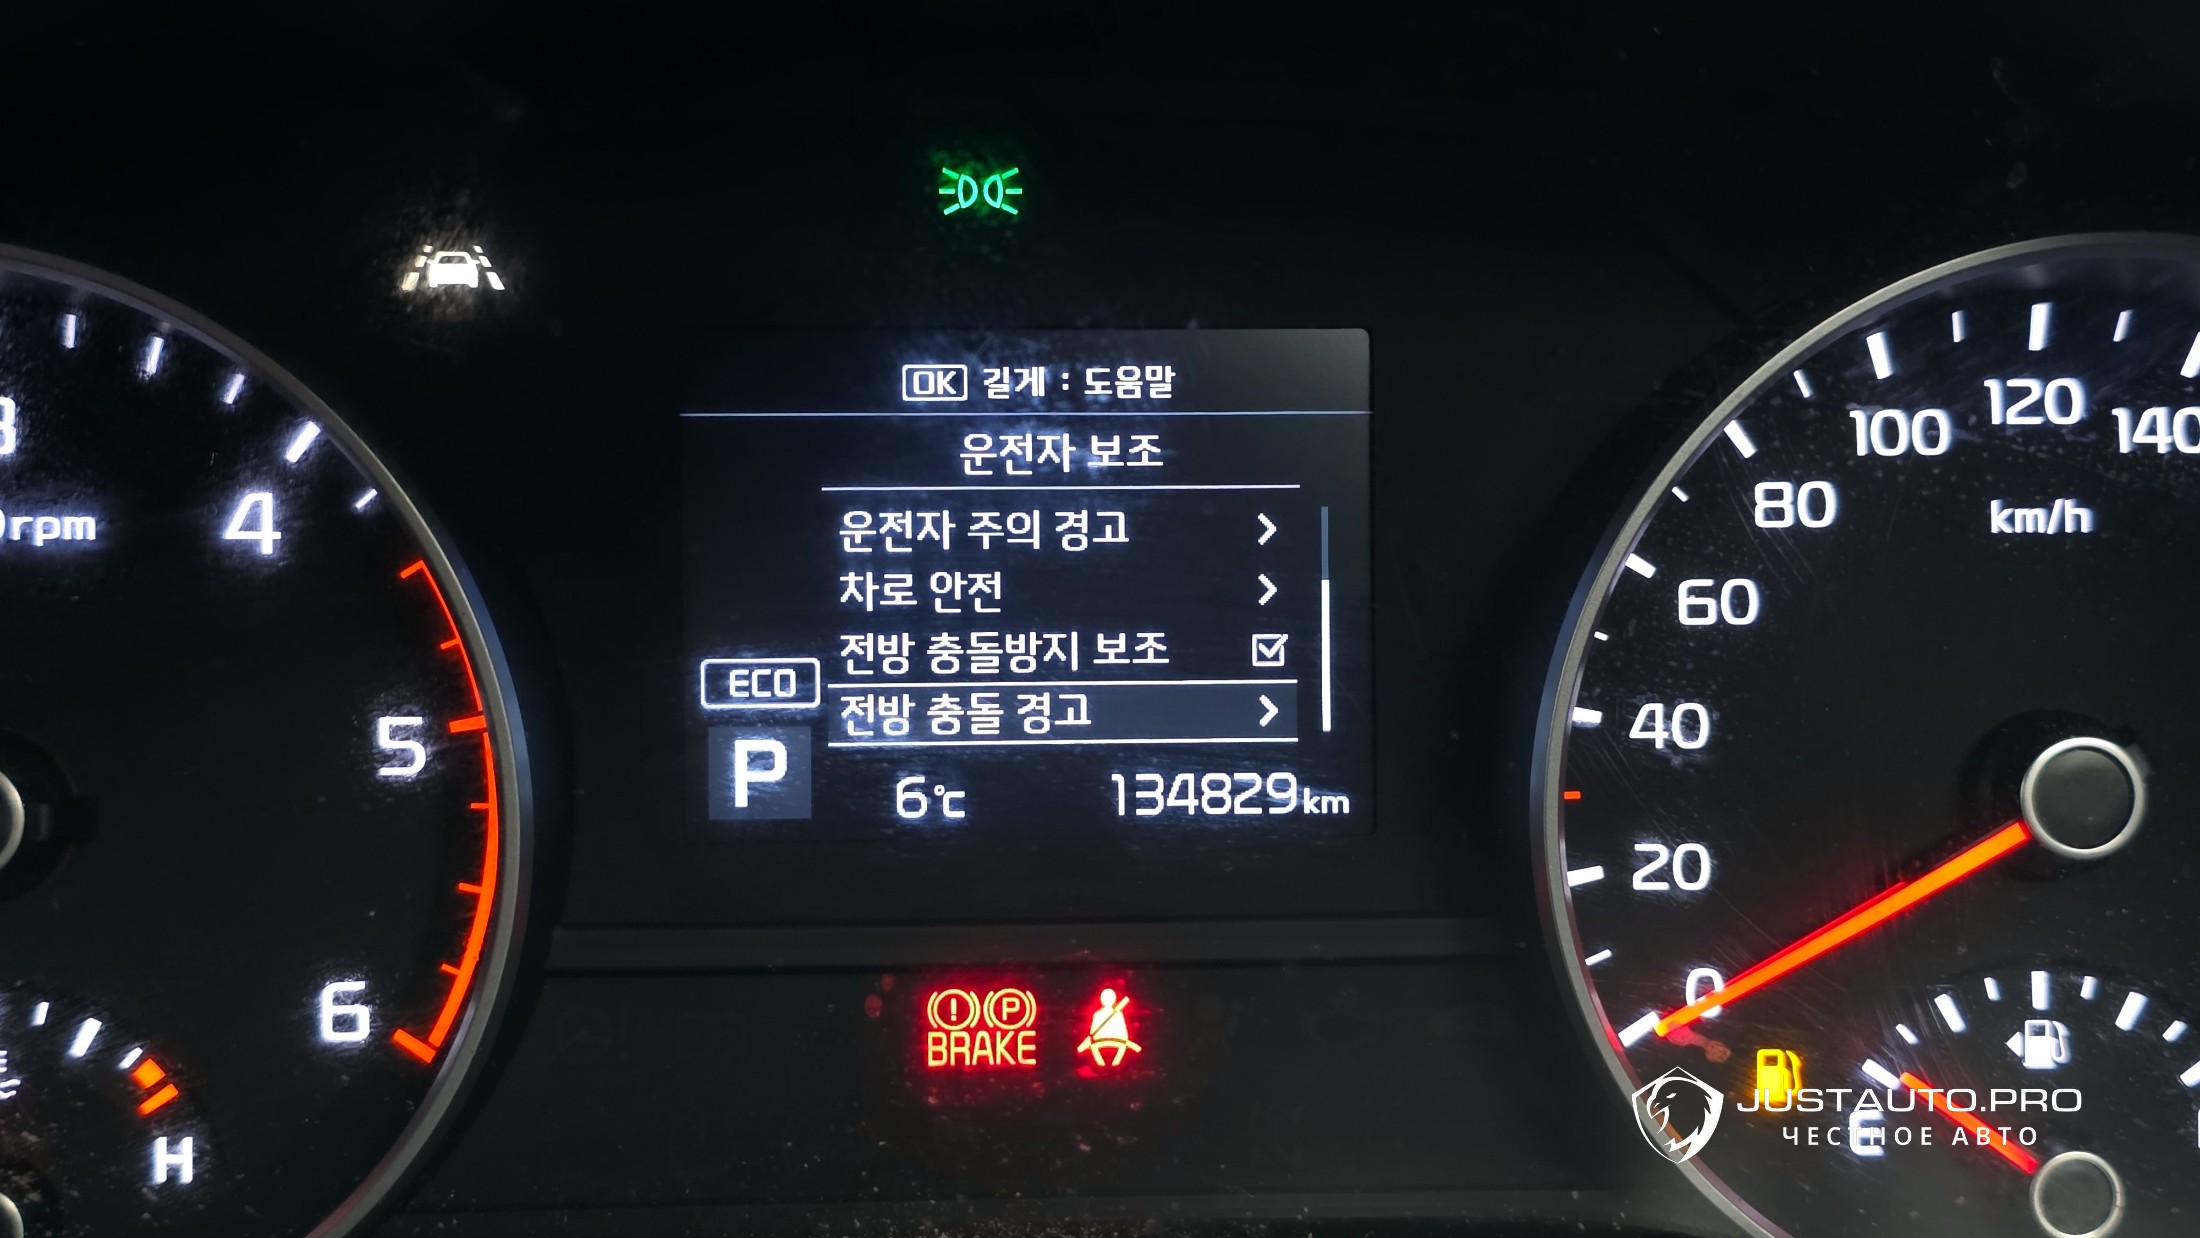 OK 길게 : 도움말
운전자 보조
운전자 주의 경고
차로 안전
전방 충돌방지 보조
전방 충돌 경고
ECO
P
6℃
134829km
4
rpm
5
6
H
120
100
140
80
km/h
60
40
20
0
BRAKE
P
E
JUSTAUTO.PRO
ЧЕСТНОЕ АВТО